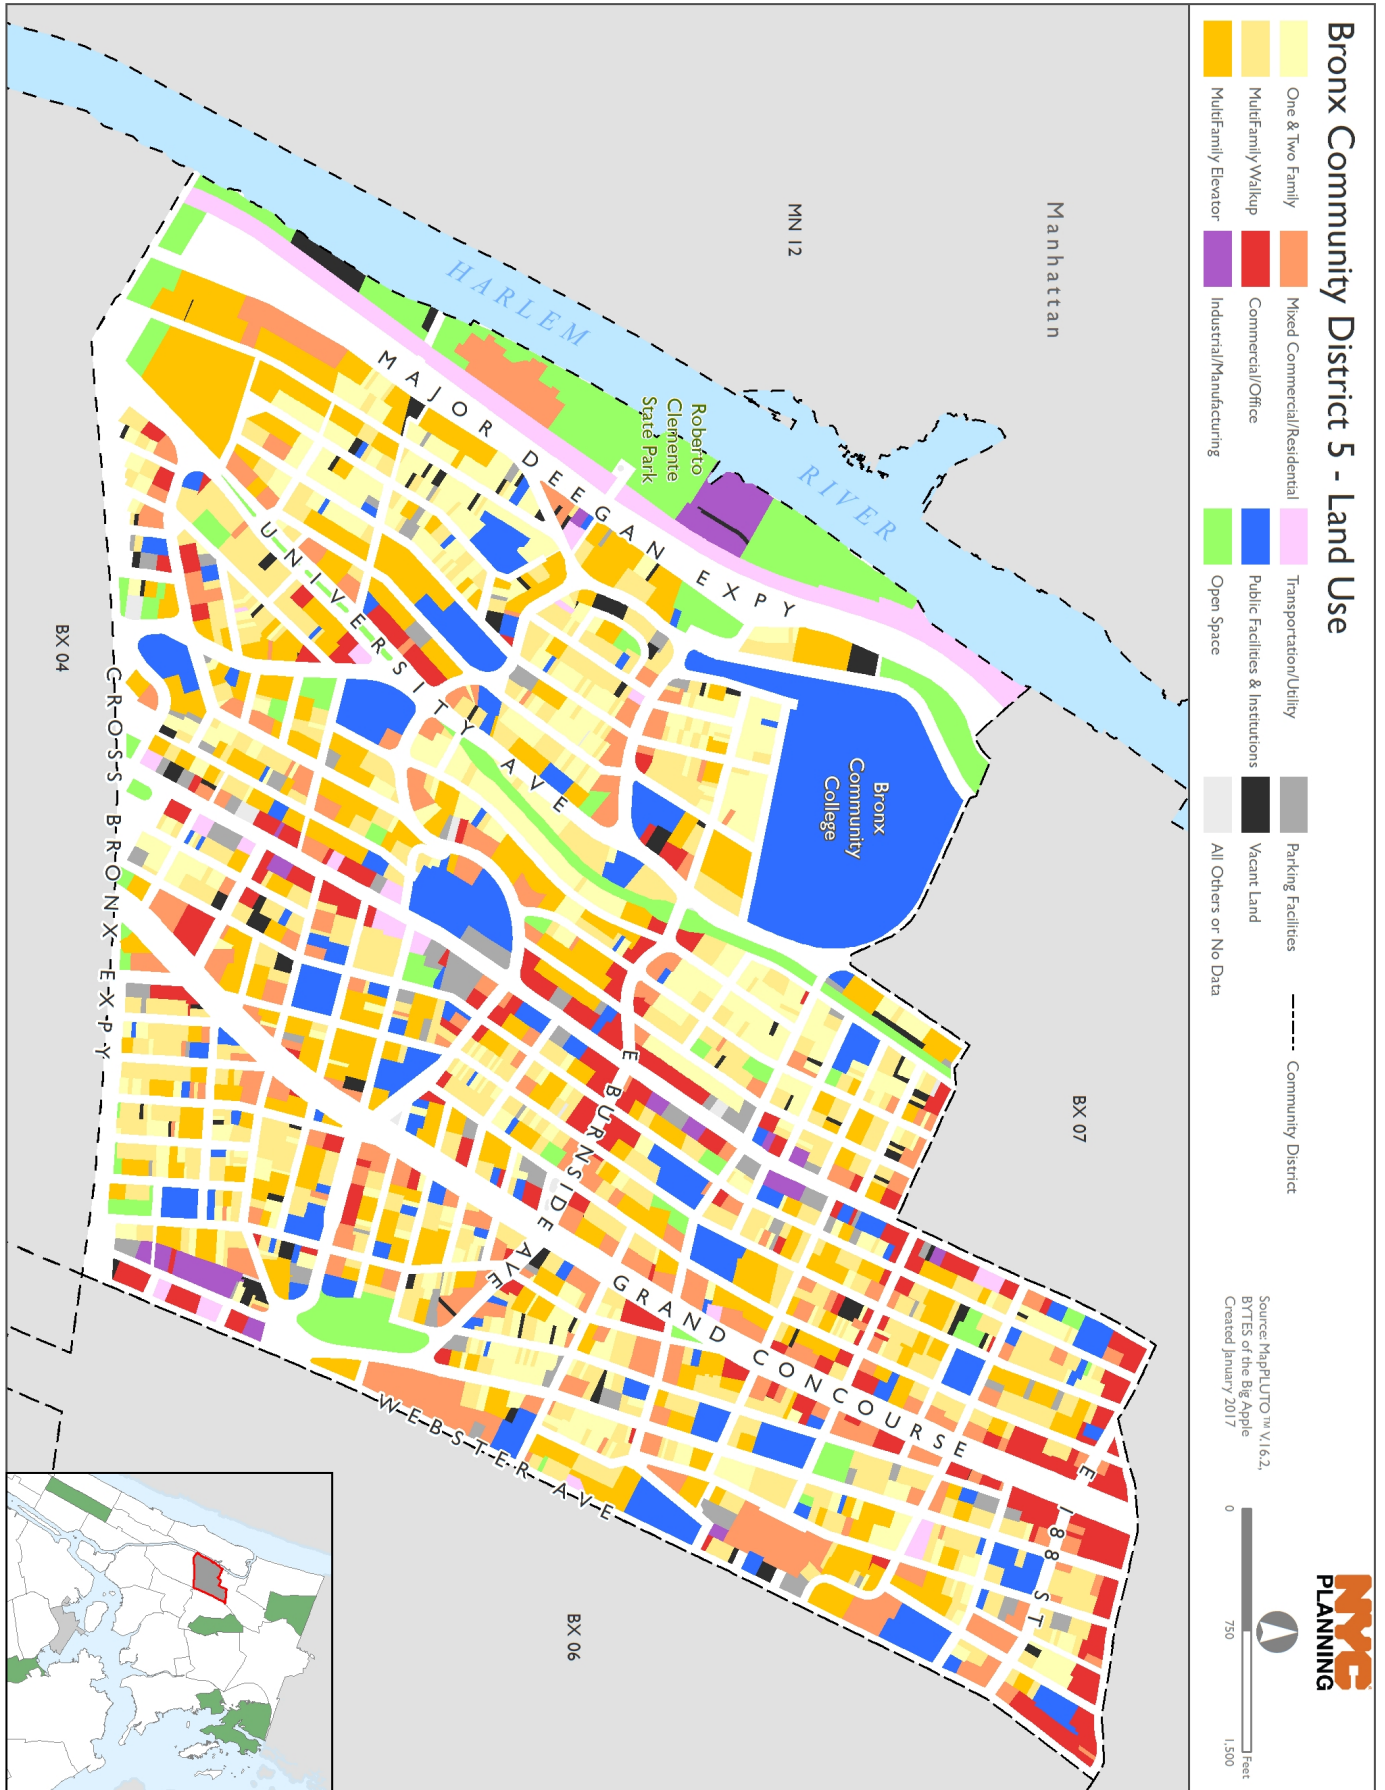 Bronx Community District 5 - Land Use
One & Two Family
MultiFamily Walkup
MultiFamily Elevator
Mixed Commercial/Residential
Commercial/Office
Industrial/Manufacturing
Transportation/Utility
Public Facilities & Institutions
Open Space
Parking Facilities
Vacant Land
All Others or No Data
Community District
Source: MapPLUTO™ V.16.2,
BYTES of the Big Apple
Created January 2017
0 750 1,500
Feet
NYC
PLANNING
Manhattan
MN 12
HARLEM RIVER
Roberto
Clemente
State Park
MAJOR DEEGAN EXPY
Bronx
Community
College
BX 07
UNIVERSITY AVE
E BURNSIDE AVE
GRAND CONCOURSE
E 188 ST
WEBSTER AVE
CROSS BRONX EXPY
BX 04
BX 06